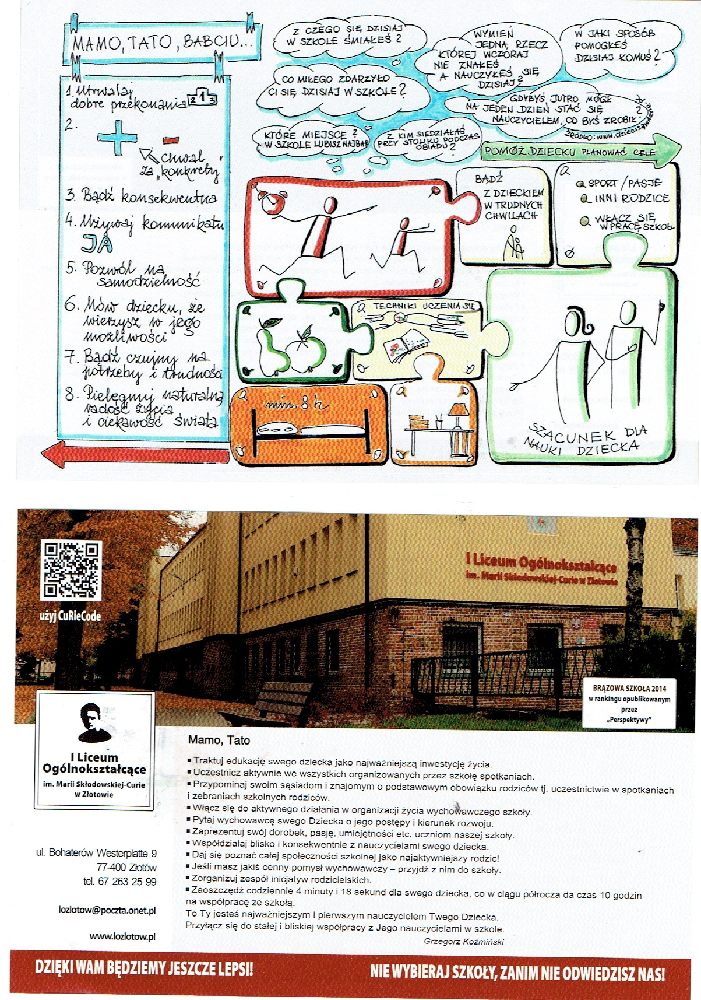 MAMO, TATO, BABCIU...
1. Utrwalaj
dobre przekonania
2 1 3
2.
+ -
chwal
za „konkrety"
3. Bądź konsekwentna
4. Używaj komunikatu
JA
5. Pozwól na
samodzielność
6. Mów dziecku, że
wierzysz w jego
możliwości
7. Bądź czujny na
potrzeby i trudności
8. Pielęgnuj naturalną
radość życia
i ciekawość świata
Z CZEGO SIĘ DZISIAJ
W SZKOLE ŚMIAŁEŚ?
WYMIEŃ
JEDNĄ RZECZ
KTÓREJ WCZORAJ
NIE ZNAŁEŚ
A NAUCZYŁEŚ SIĘ
DZISIAJ?
W JAKI SPOSÓB
POMOGŁEŚ
DZISIAJ KOMUŚ?
CO MIŁEGO ZDARZYŁO
CI SIĘ DZISIAJ W SZKOLE?
GDYBYŚ JUTRO MÓGŁ
NA JEDEN DZIEŃ STAĆ SIĘ
NAUCZYCIELEM, CO BYŚ ZROBIŁ?
ŹRÓDŁO: www.dziecisawazne.pl
KTÓRE MIEJSCE?
W SZKOLE LUBISZ NAJBAR
Z KIM SIEDZIAŁAŚ
PRZY STOLIKU PODCZAS
OBIADU?
POMÓŻ DZIECKU PLANOWAĆ CELE
BĄDŹ
Z DZIECKIEM
W TRUDNYCH
CHWILACH
SPORT / PASJE
INNI RODZICE
WŁĄCZ SIĘ
W PRACĘ SZKOŁ
TECHNIKI UCZENIA SIĘ
min. 8 h
SZACUNEK DLA
NAUKI DZIECKA
użyj CuRieCode
I Liceum Ogólnokształcące
im. Marii Skłodowskiej-Curie w Złotowie
BRĄZOWA SZKOŁA 2014
w rankingu opublikowanym
przez
„Perspektywy"
I Liceum
Ogólnokształcące
im. Marii Skłodowskiej-Curie
w Złotowie
ul. Bohaterów Westerplatte 9
77-400 Złotów
tel. 67 263 25 99
lozlotow@poczta.onet.pl
www.lozlotow.pl
Mamo, Tato
▪ Traktuj edukację swego dziecka jako najważniejszą inwestycję życia.
▪ Uczestnicz aktywnie we wszystkich organizowanych przez szkołę spotkaniach.
▪ Przypominaj swoim sąsiadom i znajomym o podstawowym obowiązku rodziców tj. uczestnictwie w spotkaniach
i zebraniach szkolnych rodziców.
▪ Włącz się do aktywnego działania w organizacji życia wychowawczego szkoły.
▪ Pytaj wychowawcę swego Dziecka o jego postępy i kierunek rozwoju.
▪ Zaprezentuj swój dorobek, pasję, umiejętności etc. uczniom naszej szkoły.
▪ Współdziałaj blisko i konsekwentnie z nauczycielami swego dziecka.
▪ Daj się poznać całej społeczności szkolnej jako najaktywniejszy rodzic!
▪ Jeśli masz jakiś cenny pomysł wychowawczy – przyjdź z nim do szkoły.
▪ Zorganizuj zespół inicjatyw rodzicielskich.
▪ Zaoszczędź codziennie 4 minuty i 18 sekund dla swego dziecka, co w ciągu półrocza da czas 10 godzin
na współpracę ze szkołą.
To Ty jesteś najważniejszym i pierwszym nauczycielem Twego Dziecka.
Przyłącz się do stałej i bliskiej współpracy z Jego nauczycielami w szkole.
Grzegorz Koźmiński
DZIĘKI WAM BĘDZIEMY JESZCZE LEPSI!
NIE WYBIERAJ SZKOŁY, ZANIM NIE ODWIEDZISZ NAS!